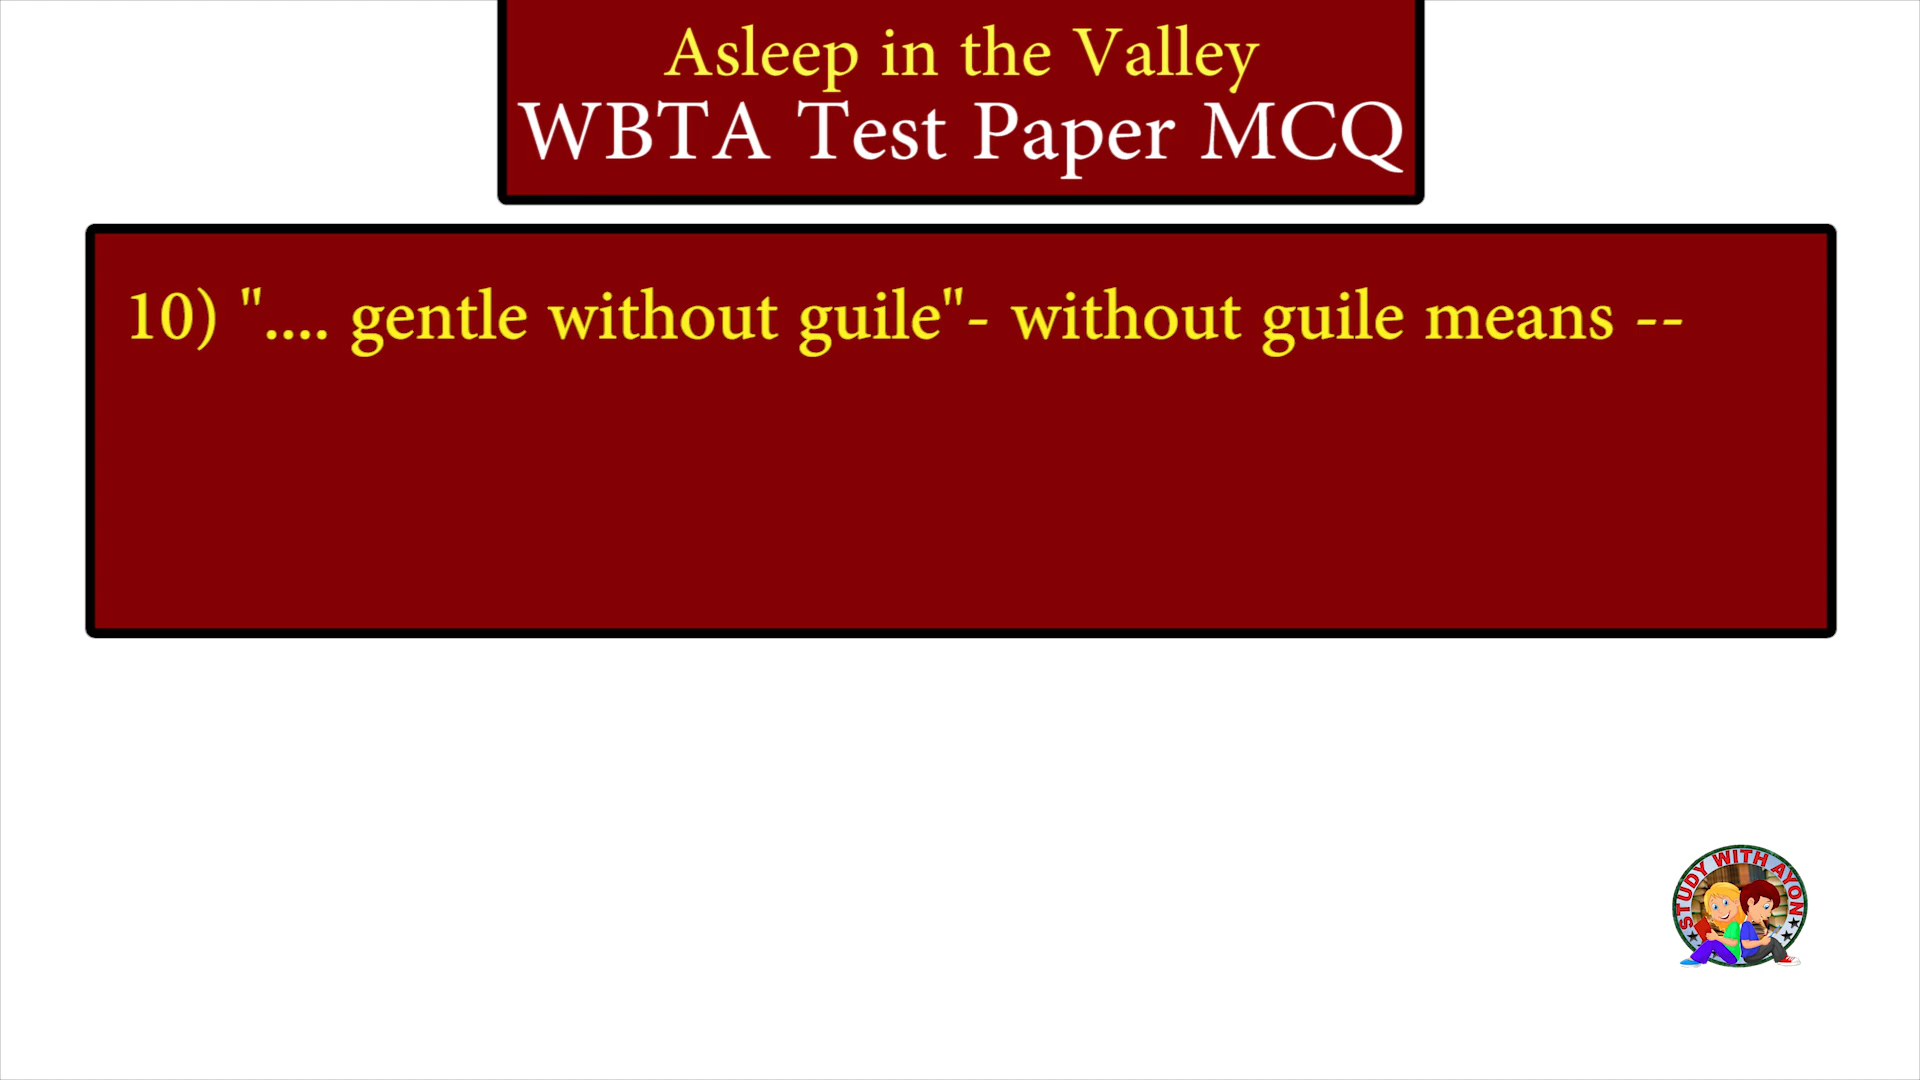 Asleep in the Valley
WBTA Test Paper MCQ
10) ".... gentle without guile"- without guile means --
STUDY WITH AYON